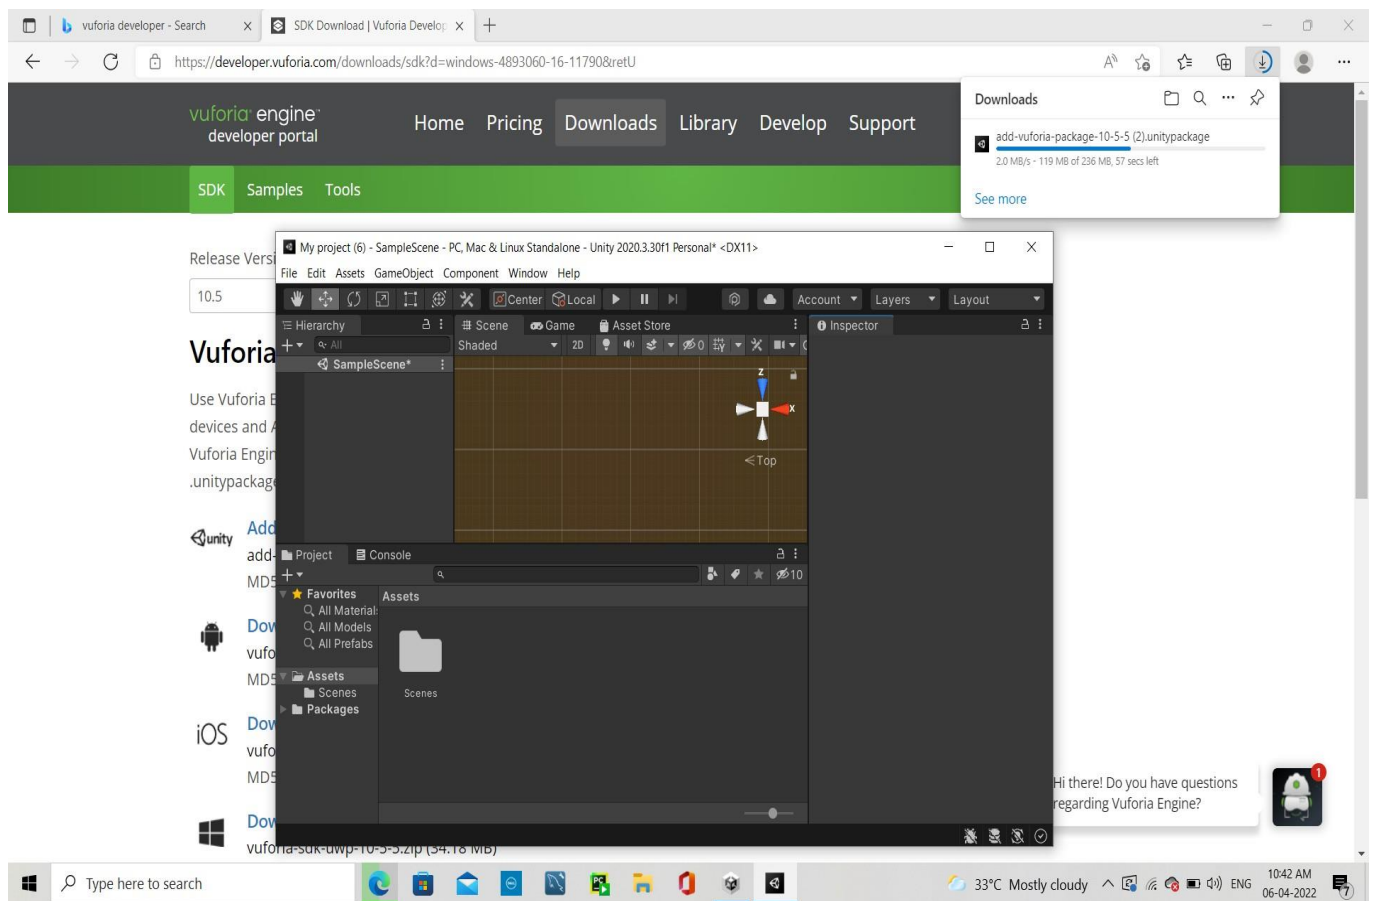 vuforia developer - Search
SDK Download | Vuforia Develop
https://developer.vuforia.com/downloads/sdk?d=windows-4893060-16-11790&retU
Downloads
add-vuforia-package-10-5-5 (2).unitypackage
2.0 MB/s - 119 MB of 236 MB, 57 secs left
See more
vuforia engine
developer portal
Home Pricing Downloads Library Develop Support
SDK Samples Tools
Release Versi
10.5
Vuforia
Use Vuforia E
devices and A
Vuforia Engin
.unitypackage
unity
Add
add-
MD5
Dow
vufo
MD5
iOS
Dow
vufo
MD5
Dow
vuforia-sdk-uwp-10-5-5.zip (34.18 MB)
My project (6) - SampleScene - PC, Mac & Linux Standalone - Unity 2020.3.30f1 Personal* <DX11>
File Edit Assets GameObject Component Window Help
Center Local Account Layers Layout
Hierarchy
All
SampleScene*
Scene Game Asset Store
Shaded 2D 0
z
x
Top
Inspector
Project Console
10
Favorites
All Materials
All Models
All Prefabs
Assets
Scenes
Packages
Assets
Scenes
Hi there! Do you have questions
regarding Vuforia Engine?
1
Type here to search
33°C Mostly cloudy
ENG
10:42 AM
06-04-2022
7